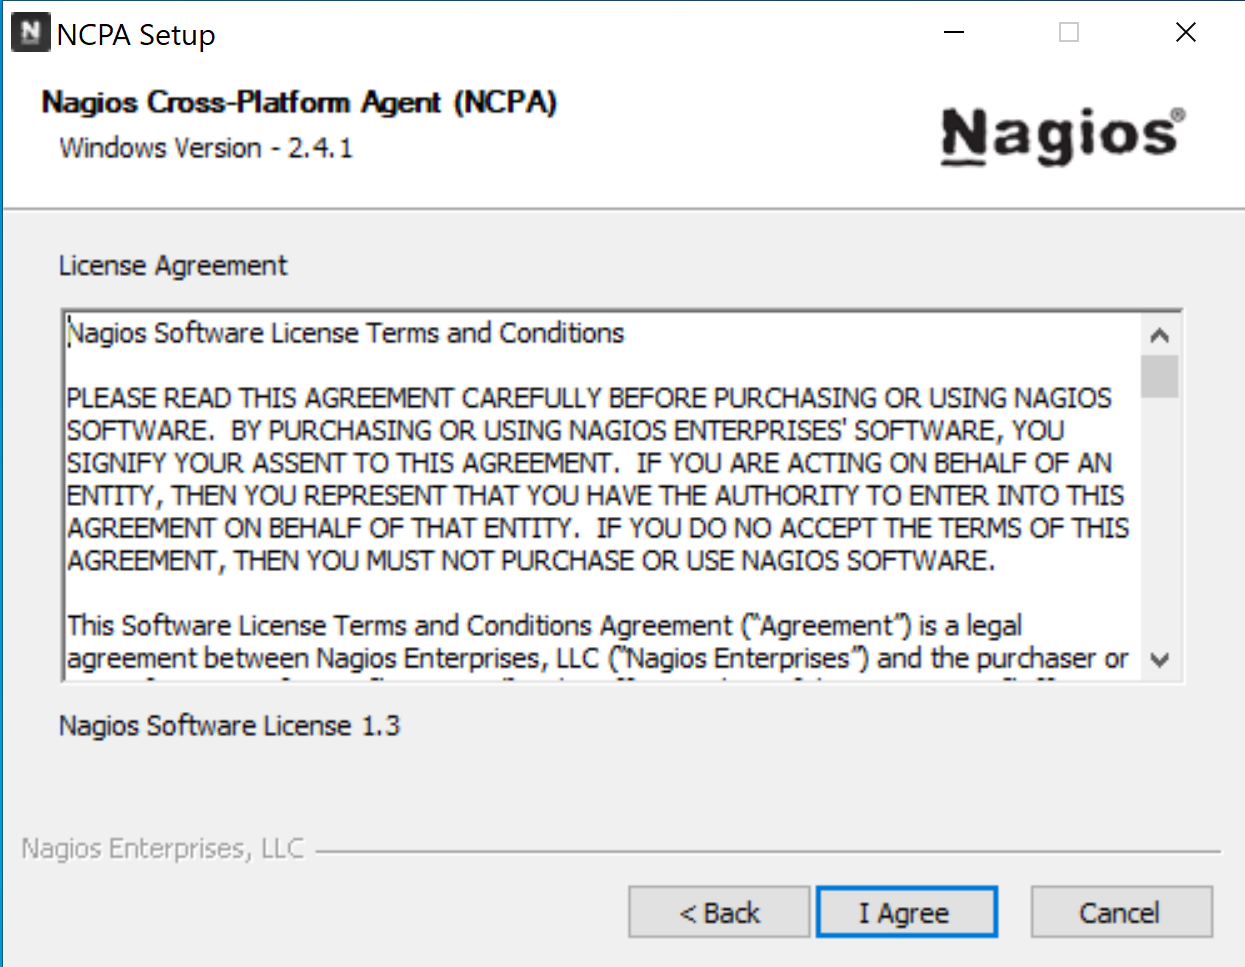 NCPA Setup
Nagios Cross-Platform Agent (NCPA)
Windows Version - 2.4.1
Nagios®
License Agreement
Nagios Software License Terms and Conditions
PLEASE READ THIS AGREEMENT CAREFULLY BEFORE PURCHASING OR USING NAGIOS
SOFTWARE.  BY PURCHASING OR USING NAGIOS ENTERPRISES' SOFTWARE, YOU
SIGNIFY YOUR ASSENT TO THIS AGREEMENT.  IF YOU ARE ACTING ON BEHALF OF AN
ENTITY, THEN YOU REPRESENT THAT YOU HAVE THE AUTHORITY TO ENTER INTO THIS
AGREEMENT ON BEHALF OF THAT ENTITY.  IF YOU DO NO ACCEPT THE TERMS OF THIS
AGREEMENT, THEN YOU MUST NOT PURCHASE OR USE NAGIOS SOFTWARE.
This Software License Terms and Conditions Agreement (“Agreement”) is a legal
agreement between Nagios Enterprises, LLC (“Nagios Enterprises”) and the purchaser or
Nagios Software License 1.3
Nagios Enterprises, LLC
< Back
I Agree
Cancel